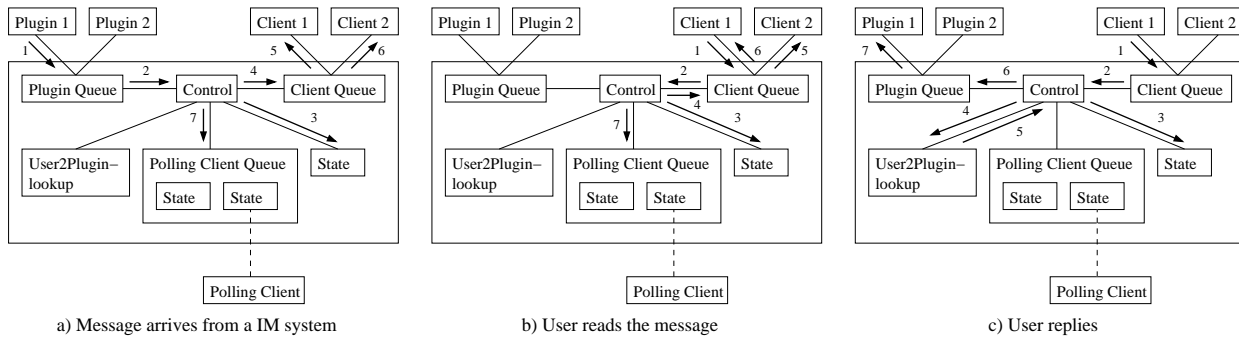 Plugin 1
Plugin 2
Client 1
Client 2
1
5
6
2
4
Plugin Queue
Control
Client Queue
7
3
User2Plugin–
lookup
Polling Client Queue
State
State
State
Polling Client
a) Message arrives from a IM system
Plugin 1
Plugin 2
Client 1
Client 2
1
6
5
2
Plugin Queue
Control
Client Queue
4
7
3
User2Plugin–
lookup
Polling Client Queue
State
State
State
Polling Client
b) User reads the message
Plugin 1
Plugin 2
Client 1
Client 2
7
1
6
2
Plugin Queue
Control
Client Queue
4
3
5
User2Plugin–
lookup
Polling Client Queue
State
State
State
Polling Client
c) User replies